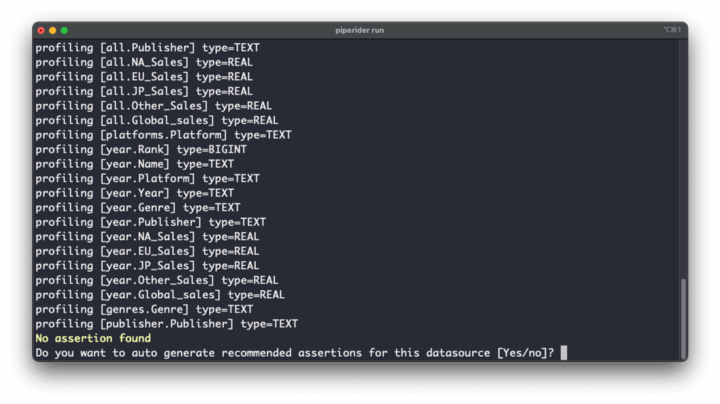 piperider run
⌥⌘1
profiling [all.Publisher] type=TEXT
profiling [all.NA_Sales] type=REAL
profiling [all.EU_Sales] type=REAL
profiling [all.JP_Sales] type=REAL
profiling [all.Other_Sales] type=REAL
profiling [all.Global_sales] type=REAL
profiling [platforms.Platform] type=TEXT
profiling [year.Rank] type=BIGINT
profiling [year.Name] type=TEXT
profiling [year.Platform] type=TEXT
profiling [year.Year] type=TEXT
profiling [year.Genre] type=TEXT
profiling [year.Publisher] type=TEXT
profiling [year.NA_Sales] type=REAL
profiling [year.EU_Sales] type=REAL
profiling [year.JP_Sales] type=REAL
profiling [year.Other_Sales] type=REAL
profiling [year.Global_sales] type=REAL
profiling [genres.Genre] type=TEXT
profiling [publisher.Publisher] type=TEXT
No assertion found
Do you want to auto generate recommended assertions for this datasource [Yes/no]?